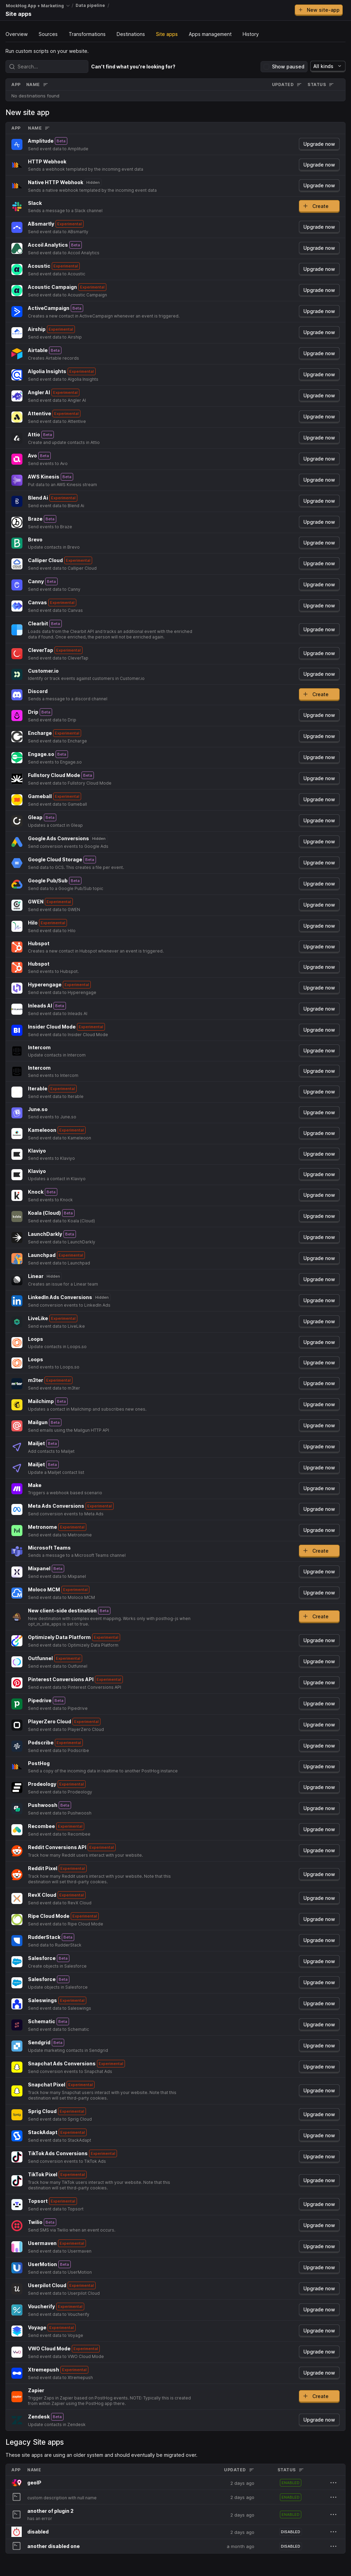 MockHog App + Marketing / Data pipeline /
Site apps
New site-app
Overview Sources Transformations Destinations Site apps Apps management History
Run custom scripts on your website.
Search... Can't find what you're looking for? Show paused All kinds
APP NAME UPDATED STATUS
No destinations found
New site app
APP NAME
Amplitude Beta
Send event data to Amplitude
Upgrade now
HTTP Webhook
Sends a webhook templated by the incoming event data
Upgrade now
Native HTTP Webhook Hidden
Sends a native webhook templated by the incoming event data
Upgrade now
Slack
Sends a message to a Slack channel
Create
ABsmartly Experimental
Send event data to ABsmartly
Upgrade now
Accoil Analytics Beta
Send event data to Accoil Analytics
Upgrade now
Acoustic Experimental
Send event data to Acoustic
Upgrade now
Acoustic Campaign Experimental
Send event data to Acoustic Campaign
Upgrade now
ActiveCampaign Beta
Creates a new contact in ActiveCampaign whenever an event is triggered.
Upgrade now
Airship Experimental
Send event data to Airship
Upgrade now
Airtable Beta
Creates Airtable records
Upgrade now
Algolia Insights Experimental
Send event data to Algolia Insights
Upgrade now
Angler AI Experimental
Send event data to Angler AI
Upgrade now
Attentive Experimental
Send event data to Attentive
Upgrade now
Attio Beta
Create and update contacts in Attio
Upgrade now
Avo Beta
Send events to Avo
Upgrade now
AWS Kinesis Beta
Put data to an AWS Kinesis stream
Upgrade now
Blend Ai Experimental
Send event data to Blend Ai
Upgrade now
Braze Beta
Send events to Braze
Upgrade now
Brevo
Update contacts in Brevo
Upgrade now
Calliper Cloud Experimental
Send event data to Calliper Cloud
Upgrade now
Canny Beta
Send event data to Canny
Upgrade now
Canvas Experimental
Send event data to Canvas
Upgrade now
Clearbit Beta
Loads data from the Clearbit API and tracks an additional event with the enriched
data if found. Once enriched, the person will not be enriched again.
Upgrade now
CleverTap Experimental
Send event data to CleverTap
Upgrade now
Customer.io
Identify or track events against customers in Customer.io
Upgrade now
Discord
Sends a message to a discord channel
Create
Drip Beta
Send event data to Drip
Upgrade now
Encharge Experimental
Send event data to Encharge
Upgrade now
Engage.so Beta
Send events to Engage.so
Upgrade now
Fullstory Cloud Mode Beta
Send event data to Fullstory Cloud Mode
Upgrade now
Gameball Experimental
Send event data to Gameball
Upgrade now
Gleap Beta
Updates a contact in Gleap
Upgrade now
Google Ads Conversions Hidden
Send conversion events to Google Ads
Upgrade now
Google Cloud Storage Beta
Send data to GCS. This creates a file per event.
Upgrade now
Google Pub/Sub Beta
Send data to a Google Pub/Sub topic
Upgrade now
GWEN Experimental
Send event data to GWEN
Upgrade now
Hilo Experimental
Send event data to Hilo
Upgrade now
Hubspot
Creates a new contact in Hubspot whenever an event is triggered.
Upgrade now
Hubspot
Send events to Hubspot.
Upgrade now
Hyperengage Experimental
Send event data to Hyperengage
Upgrade now
Inleads AI Beta
Send event data to Inleads AI
Upgrade now
Insider Cloud Mode Experimental
Send event data to Insider Cloud Mode
Upgrade now
Intercom
Update contacts in Intercom
Upgrade now
Intercom
Send events to Intercom
Upgrade now
Iterable Experimental
Send event data to Iterable
Upgrade now
June.so
Send events to June.so
Upgrade now
Kameleoon Experimental
Send event data to Kameleoon
Upgrade now
Klaviyo
Send events to Klaviyo
Upgrade now
Klaviyo
Updates a contact in Klaviyo
Upgrade now
Knock Beta
Send events to Knock
Upgrade now
Koala (Cloud) Beta
Send event data to Koala (Cloud)
Upgrade now
LaunchDarkly Beta
Send event data to LaunchDarkly
Upgrade now
Launchpad Experimental
Send event data to Launchpad
Upgrade now
Linear Hidden
Creates an issue for a Linear team
Upgrade now
LinkedIn Ads Conversions Hidden
Send conversion events to LinkedIn Ads
Upgrade now
LiveLike Experimental
Send event data to LiveLike
Upgrade now
Loops
Update contacts in Loops.so
Upgrade now
Loops
Send events to Loops.so
Upgrade now
m3ter Experimental
Send event data to m3ter
Upgrade now
Mailchimp Beta
Updates a contact in Mailchimp and subscribes new ones.
Upgrade now
Mailgun Beta
Send emails using the Mailgun HTTP API
Upgrade now
Mailjet Beta
Add contacts to Mailjet
Upgrade now
Mailjet Beta
Update a Mailjet contact list
Upgrade now
Make
Triggers a webhook based scenario
Upgrade now
Meta Ads Conversions Experimental
Send conversion events to Meta Ads
Upgrade now
Metronome Experimental
Send event data to Metronome
Upgrade now
Microsoft Teams
Sends a message to a Microsoft Teams channel
Create
Mixpanel Beta
Send event data to Mixpanel
Upgrade now
Moloco MCM Experimental
Send event data to Moloco MCM
Upgrade now
New client-side destination Beta
New destination with complex event mapping. Works only with posthog-js when
opt_in_site_apps is set to true.
Create
Optimizely Data Platform Experimental
Send event data to Optimizely Data Platform
Upgrade now
Outfunnel Experimental
Send event data to Outfunnel
Upgrade now
Pinterest Conversions API Experimental
Send event data to Pinterest Conversions API
Upgrade now
Pipedrive Beta
Send event data to Pipedrive
Upgrade now
PlayerZero Cloud Experimental
Send event data to PlayerZero Cloud
Upgrade now
Podscribe Experimental
Send event data to Podscribe
Upgrade now
PostHog
Send a copy of the incoming data in realtime to another PostHog instance
Upgrade now
Prodeology Experimental
Send event data to Prodeology
Upgrade now
Pushwoosh Beta
Send event data to Pushwoosh
Upgrade now
Recombee Experimental
Send event data to Recombee
Upgrade now
Reddit Conversions API Experimental
Track how many Reddit users interact with your website.
Upgrade now
Reddit Pixel Experimental
Track how many Reddit users interact with your website. Note that this
destination will set third-party cookies.
Upgrade now
RevX Cloud Experimental
Send event data to RevX Cloud
Upgrade now
Ripe Cloud Mode Experimental
Send event data to Ripe Cloud Mode
Upgrade now
RudderStack Beta
Send data to RudderStack
Upgrade now
Salesforce Beta
Create objects in Salesforce
Upgrade now
Salesforce Beta
Update objects in Salesforce
Upgrade now
Saleswings Experimental
Send event data to Saleswings
Upgrade now
Schematic Beta
Send event data to Schematic
Upgrade now
Sendgrid Beta
Update marketing contacts in Sendgrid
Upgrade now
Snapchat Ads Conversions Experimental
Send conversion events to Snapchat Ads
Upgrade now
Snapchat Pixel Experimental
Track how many Snapchat users interact with your website. Note that this
destination will set third-party cookies.
Upgrade now
Sprig Cloud Experimental
Send event data to Sprig Cloud
Upgrade now
StackAdapt Experimental
Send event data to StackAdapt
Upgrade now
TikTok Ads Conversions Experimental
Send conversion events to TikTok Ads
Upgrade now
TikTok Pixel Experimental
Track how many TikTok users interact with your website. Note that this
destination will set third-party cookies.
Upgrade now
Topsort Experimental
Send event data to Topsort
Upgrade now
Twilio Beta
Send SMS via Twilio when an event occurs.
Upgrade now
Usermaven Experimental
Send event data to Usermaven
Upgrade now
UserMotion Beta
Send event data to UserMotion
Upgrade now
Userpilot Cloud Experimental
Send event data to Userpilot Cloud
Upgrade now
Voucherify Experimental
Send event data to Voucherify
Upgrade now
Voyage Experimental
Send event data to Voyage
Upgrade now
VWO Cloud Mode Experimental
Send event data to VWO Cloud Mode
Upgrade now
Xtremepush Experimental
Send event data to Xtremepush
Upgrade now
Zapier
Trigger Zaps in Zapier based on PostHog events. NOTE: Typically this is created
from within Zapier using the PostHog app there.
Create
Zendesk Beta
Update contacts in Zendesk
Upgrade now
Legacy Site apps
These site apps are using an older system and should eventually be migrated over.
APP NAME UPDATED STATUS
geoIP 2 days ago ENABLED
custom description with null name 2 days ago ENABLED
another of plugin 2
has an error
2 days ago ENABLED
disabled 2 days ago DISABLED
another disabled one a month ago DISABLED